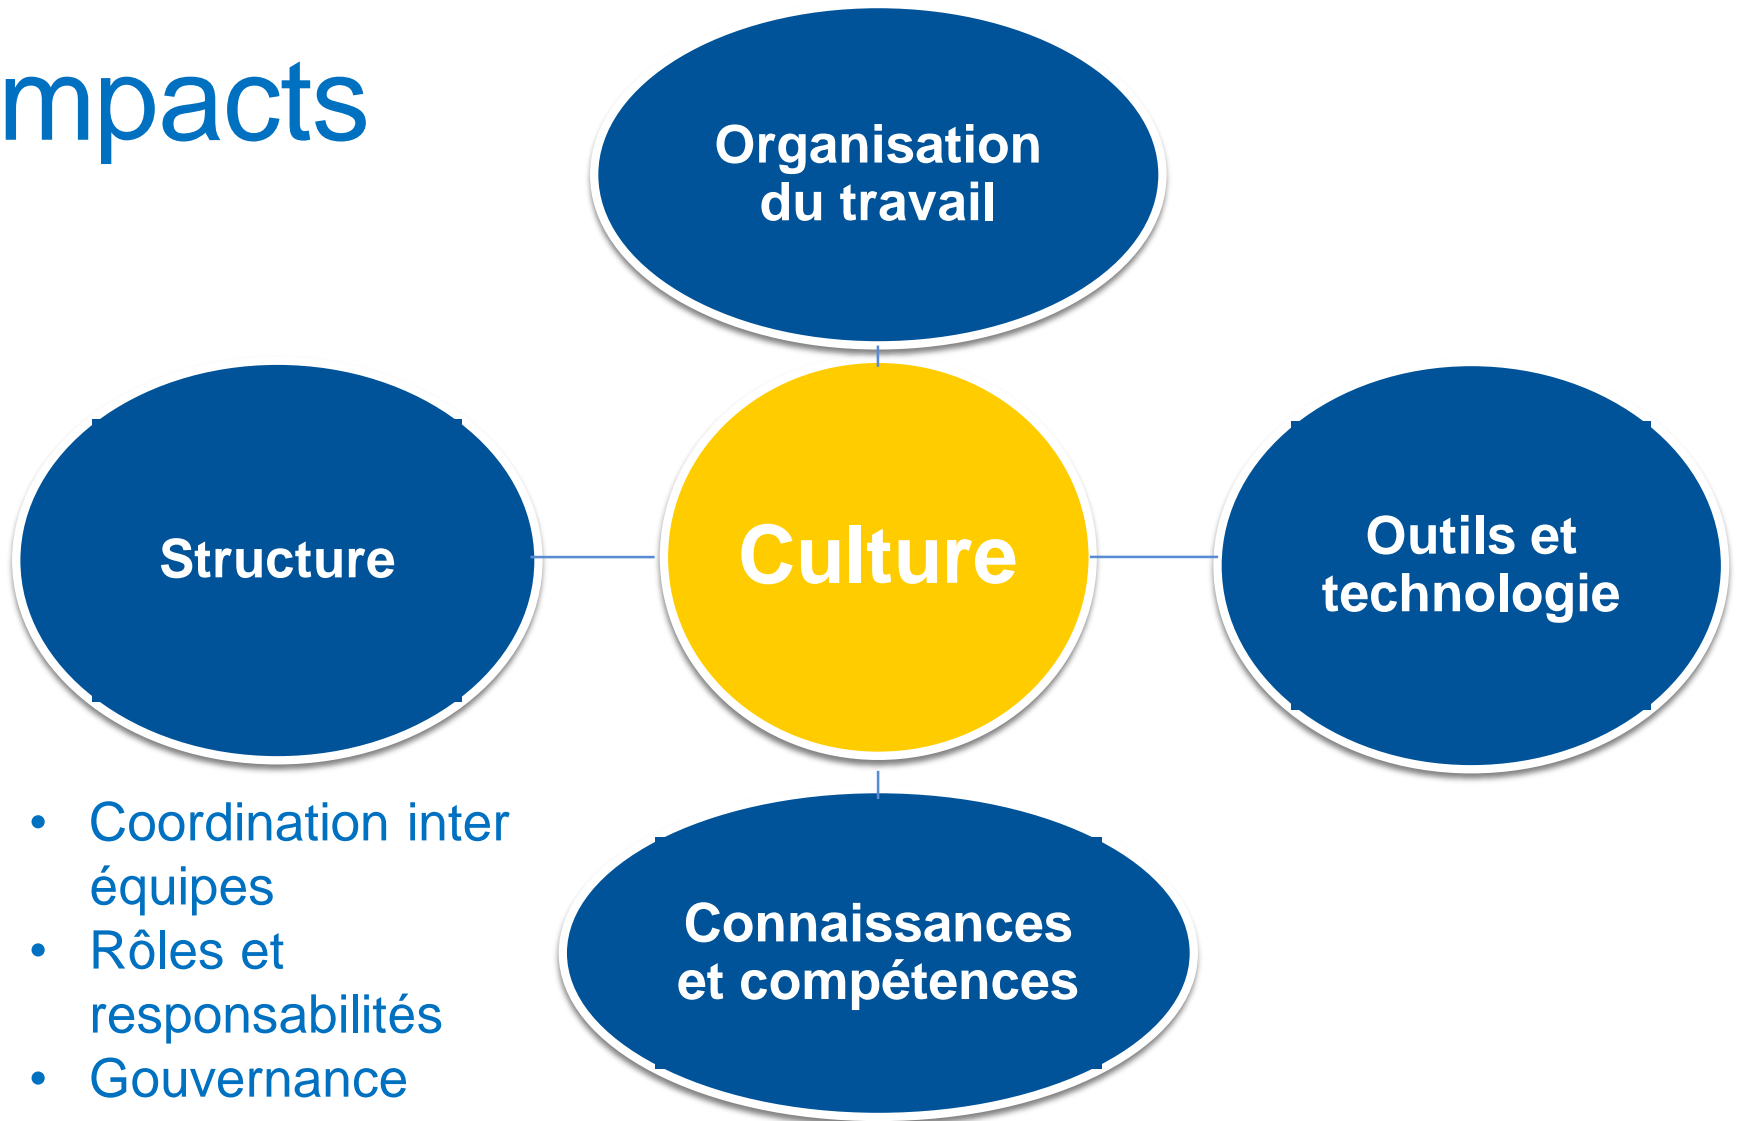 mpacts
Organisation
du travail
Structure
Culture
Outils et
technologie
• Coordination inter
équipes
• Rôles et
responsabilités
• Gouvernance
Connaissances
et compétences